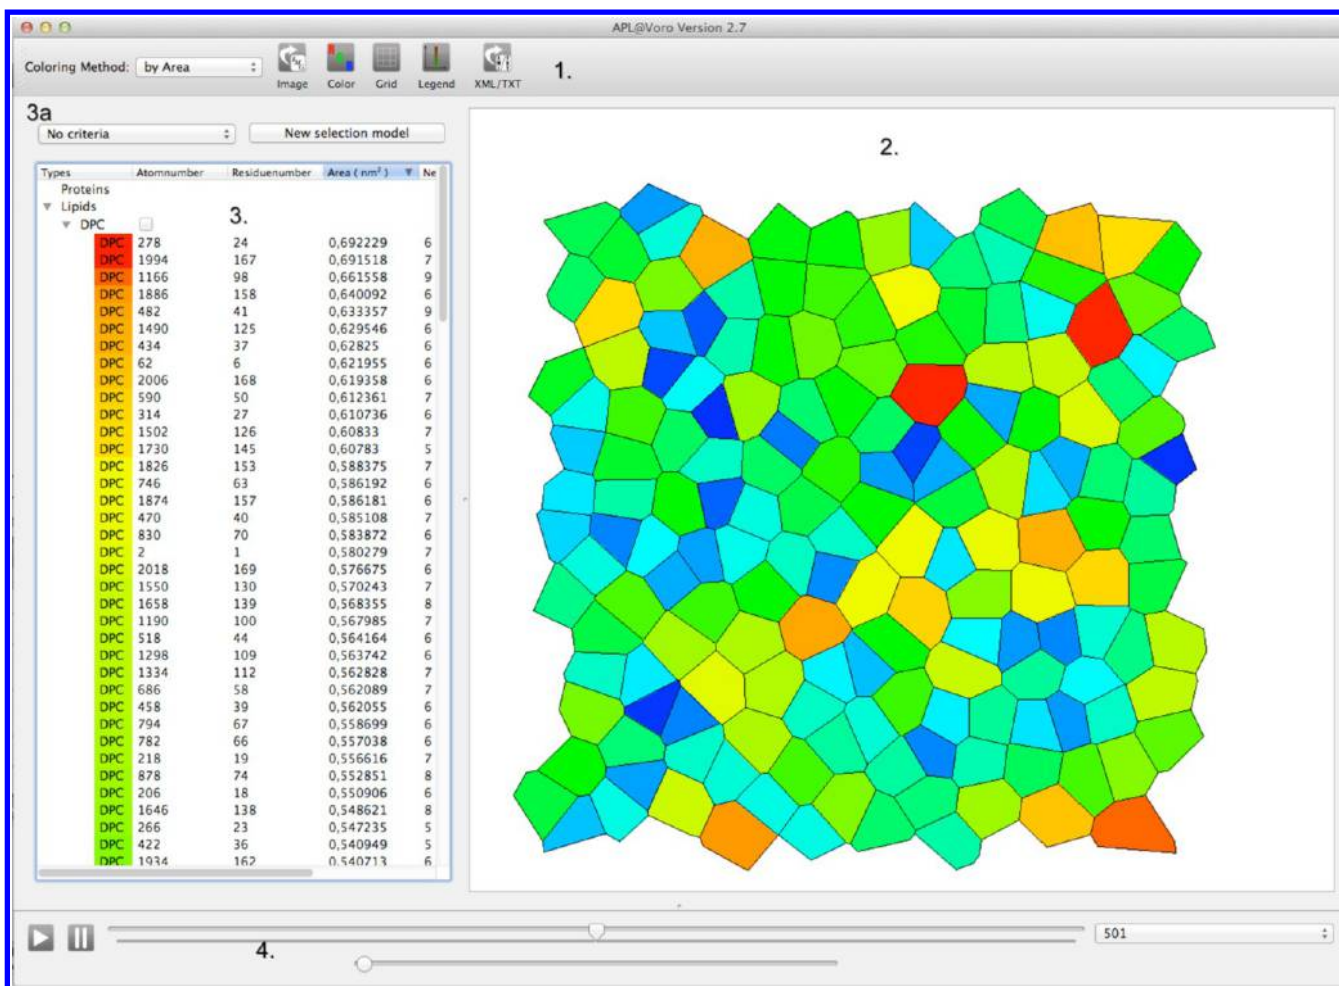 APL@Voro Version 2.7
Coloring Method: by Area
Image Color Grid Legend XML/TXT
1.
3a
No criteria New selection model
2.
Types Atomnumber Residuenumber Area ( nm² ) Ne
Proteins
Lipids
3.
DPC
DPC 278 24 0,692229 6
DPC 1994 167 0,691518 7
DPC 1166 98 0,661558 9
DPC 1886 158 0,640092 6
DPC 482 41 0,633357 9
DPC 1490 125 0,629546 6
DPC 434 37 0,62825 6
DPC 62 6 0,621955 6
DPC 2006 168 0,619358 6
DPC 590 50 0,612361 7
DPC 314 27 0,610736 6
DPC 1502 126 0,60833 7
DPC 1730 145 0,60783 5
DPC 1826 153 0,588375 7
DPC 746 63 0,586192 6
DPC 1874 157 0,586181 6
DPC 470 40 0,585108 7
DPC 830 70 0,583872 6
DPC 2 1 0,580279 7
DPC 2018 169 0,576675 6
DPC 1550 130 0,570243 7
DPC 1658 139 0,568355 8
DPC 1190 100 0,567985 7
DPC 518 44 0,564164 6
DPC 1298 109 0,563742 6
DPC 1334 112 0,562828 7
DPC 686 58 0,562089 7
DPC 458 39 0,562055 6
DPC 794 67 0,558699 6
DPC 782 66 0,557038 6
DPC 218 19 0,556616 7
DPC 878 74 0,552851 8
DPC 206 18 0,550906 6
DPC 1646 138 0,548621 8
DPC 266 23 0,547235 5
DPC 422 36 0,540949 5
DPC 1934 162 0,540713 6
501
4.